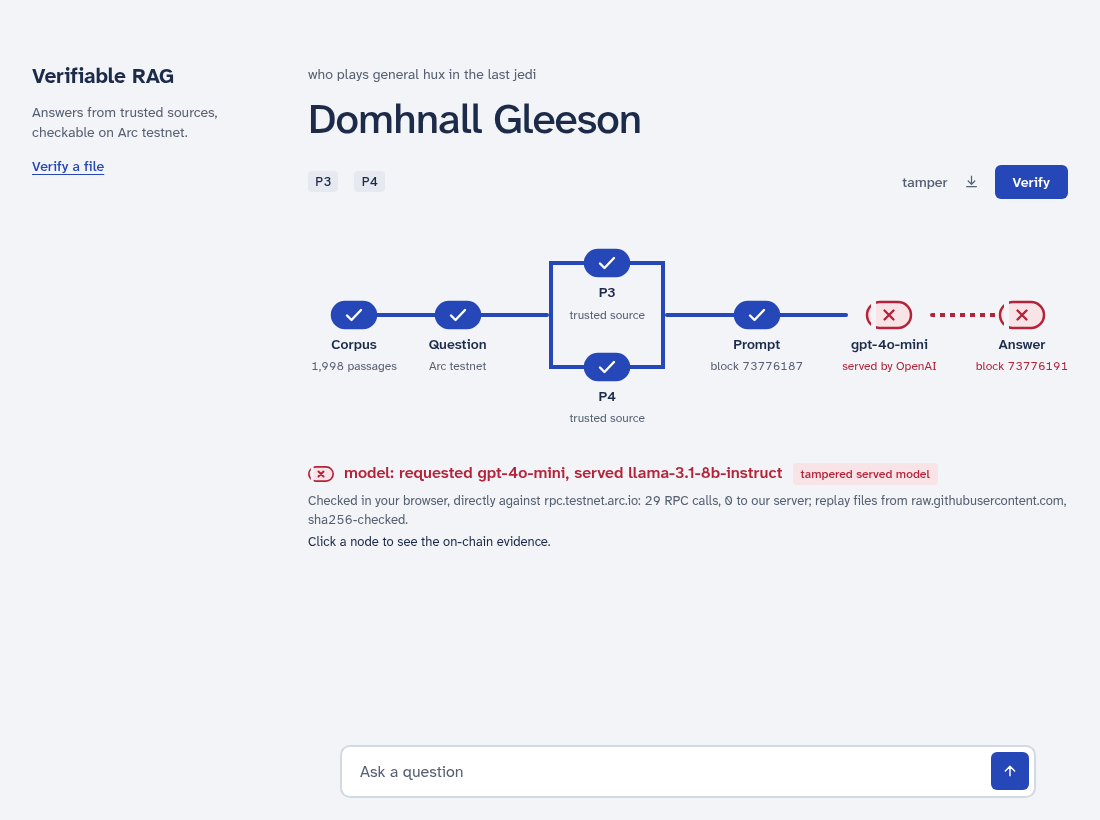 Verifiable RAG
Answers from trusted sources,
checkable on Arc testnet.
Verify a file
who plays general hux in the last jedi
Domhnall Gleeson
P3 P4 tamper Verify
P3
trusted source
Corpus Question Prompt gpt-4o-mini Answer
1,998 passages Arc testnet block 73776187 served by OpenAI block 73776191
P4
trusted source
model: requested gpt-4o-mini, served llama-3.1-8b-instruct tampered served model
Checked in your browser, directly against rpc.testnet.arc.io: 29 RPC calls, 0 to our server; replay files from raw.githubusercontent.com,
sha256-checked.
Click a node to see the on-chain evidence.
Ask a question